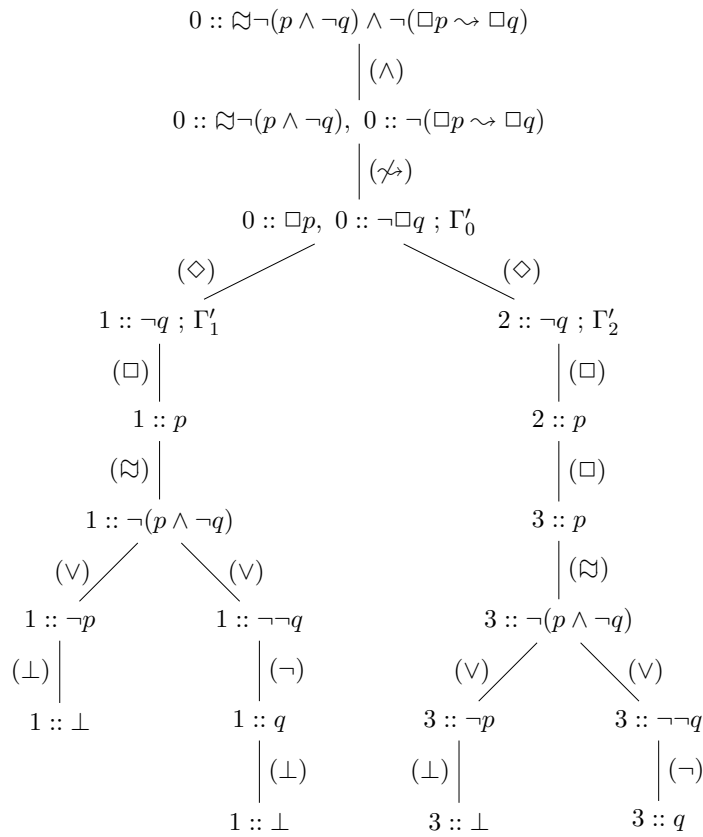 0 :: ≋¬(p ∧ ¬q) ∧ ¬(□p ⇝ □q)
(∧)
0 :: ≋¬(p ∧ ¬q), 0 :: ¬(□p ⇝ □q)
(⇝̸)
0 :: □p, 0 :: ¬□q ; Γ′₀
(◇) (◇)
1 :: ¬q ; Γ′₁ 2 :: ¬q ; Γ′₂
(□) (□)
1 :: p 2 :: p
(≋) (□)
1 :: ¬(p ∧ ¬q) 3 :: p
(∨) (∨) (≋)
1 :: ¬p 1 :: ¬¬q 3 :: ¬(p ∧ ¬q)
(⊥) (¬) (∨) (∨)
1 :: ⊥ 1 :: q 3 :: ¬p 3 :: ¬¬q
(⊥) (⊥) (¬)
1 :: ⊥ 3 :: ⊥ 3 :: q